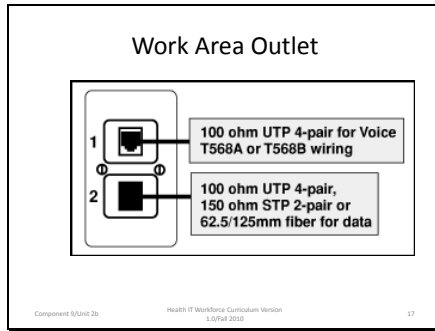 Work Area Outlet
1
100 ohm UTP 4-pair for Voice
T568A or T568B wiring
2
100 ohm UTP 4-pair,
150 ohm STP 2-pair or
62.5/125mm fiber for data
Component 9/Unit 2b
Health IT Workforce Curriculum Version
1.0/Fall 2010
17